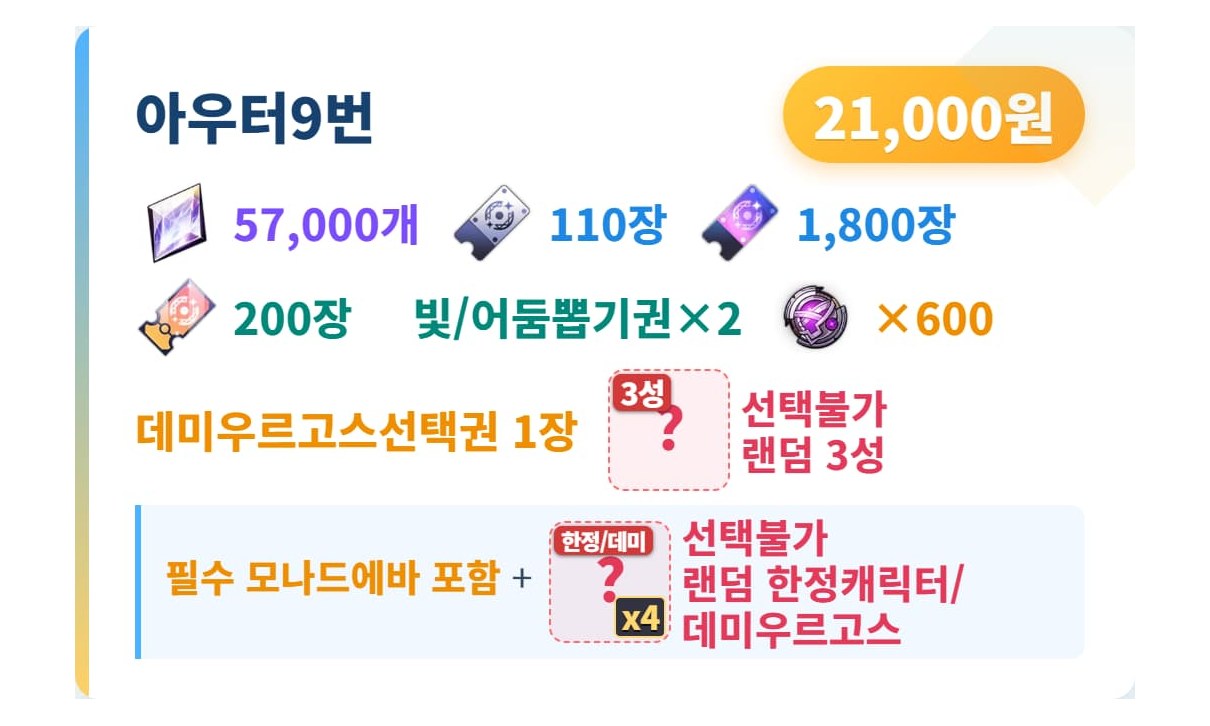 아우터9번
21,000원
57,000개 110장 1,800장
200장 빛/어둠뽑기권×2 ×600
데미우르고스선택권 1장
3성
?
선택불가
랜덤 3성
필수 모나드에바 포함 +
한정/데미
?
x4
선택불가
랜덤 한정캐릭터/
데미우르고스